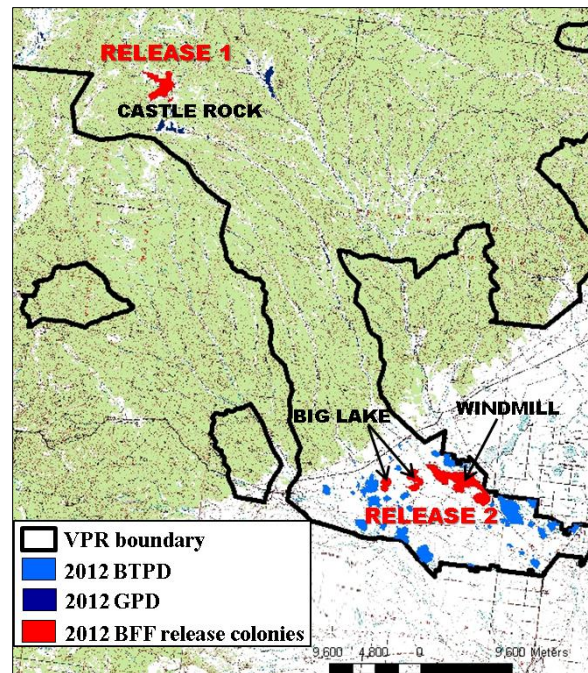 RELEASE 1
CASTLE ROCK
BIG LAKE
WINDMILL
RELEASE 2
VPR boundary
2012 BTPD
2012 GPD
2012 BFF release colonies
9,600 4,800 0 9,600 Meters